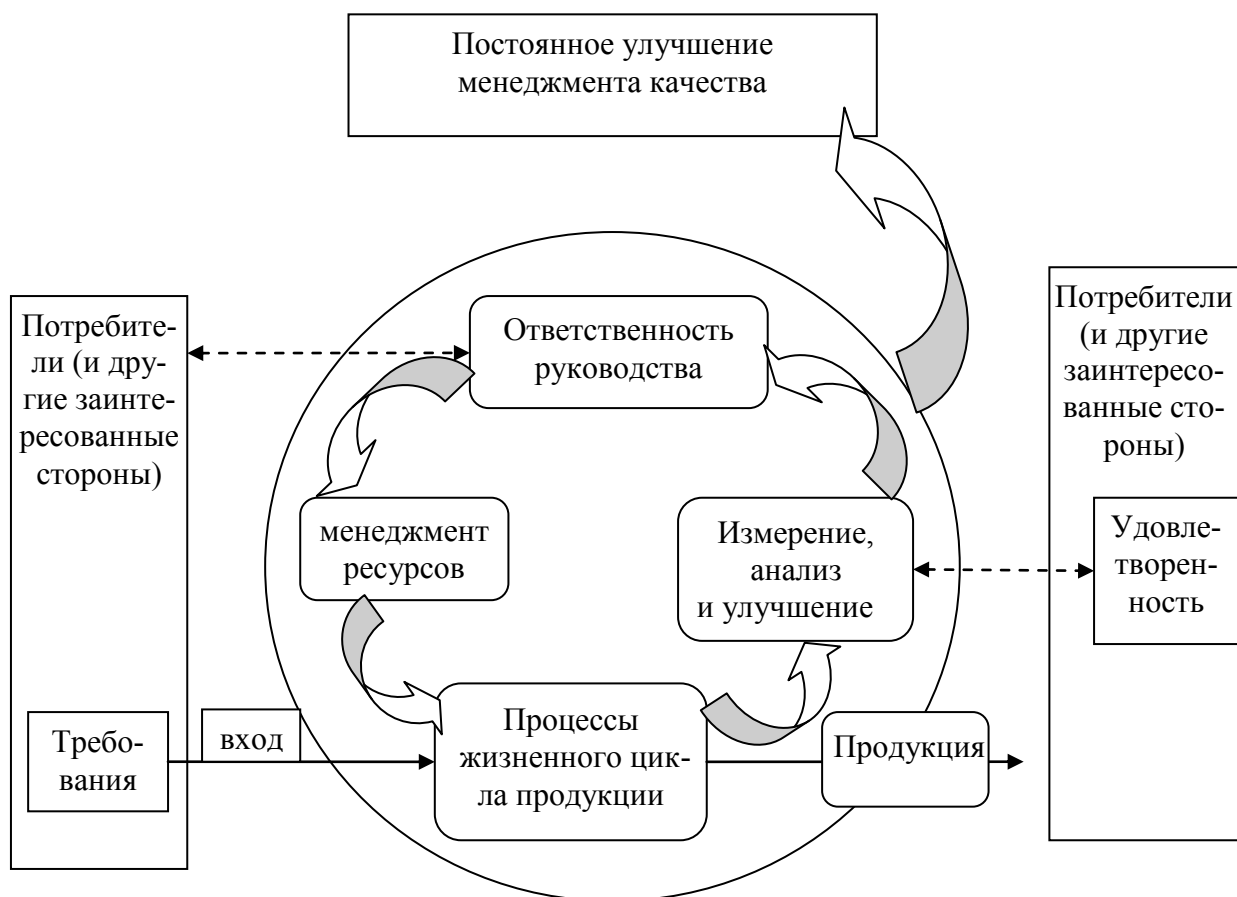 Постоянное улучшение
менеджмента качества
Потребите-
ли (и дру-
гие заинте-
ресованные
стороны)
Ответственность
руководства
Потребители
(и другие
заинтересо-
ванные сто-
роны)
менеджмент
ресурсов
Измерение,
анализ
и улучшение
Удовле-
творен-
ность
Требо-
вания
вход
Процессы
жизненного цик-
ла продукции
Продукция